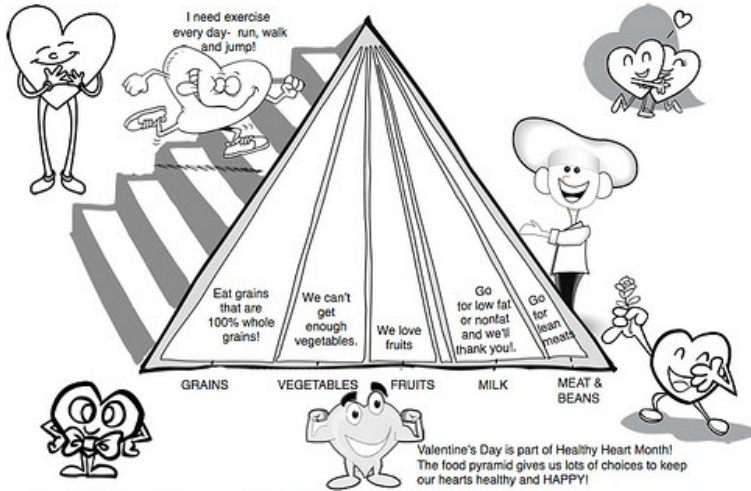 I need exercise
every day- run, walk
and jump!
Eat grains
that are
100% whole
grains!
We can't
get
enough
vegetables.
We love
fruits
Go
for low fat
or nonfat
and we'll
thank you!.
Go
for
lean
meats
GRAINS
VEGETABLES
FRUITS
MILK
MEAT &
BEANS
Valentine's Day is part of Healthy Heart Month!
The food pyramid gives us lots of choices to keep
our hearts healthy and HAPPY!